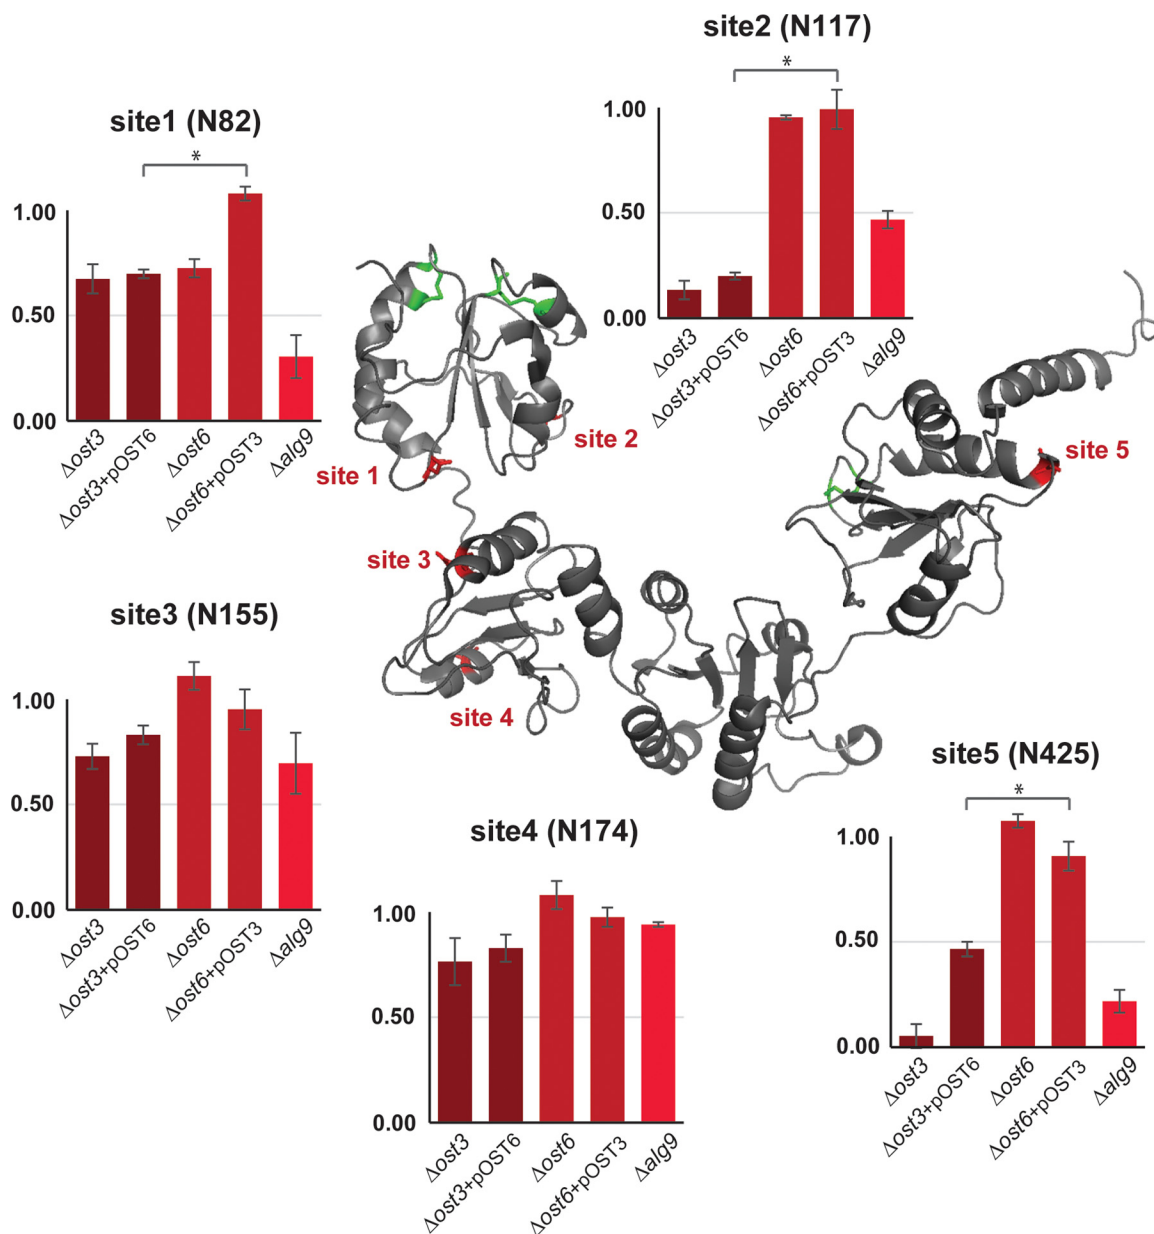 site2 (N117)
*
1.00
0.50
0.00
Δost3
Δost3+pOST6
Δost6
Δost6+pOST3
Δalg9
site1 (N82)
*
1.00
0.50
0.00
Δost3
Δost3+pOST6
Δost6
Δost6+pOST3
Δalg9
site 1
site 2
site 3
site 4
site 5
site3 (N155)
1.00
0.50
0.00
Δost3
Δost3+pOST6
Δost6
Δost6+pOST3
Δalg9
site4 (N174)
1.00
0.50
0.00
Δost3
Δost3+pOST6
Δost6
Δost6+pOST3
Δalg9
site5 (N425)
*
1.00
0.50
0.00
Δost3
Δost3+pOST6
Δost6
Δost6+pOST3
Δalg9